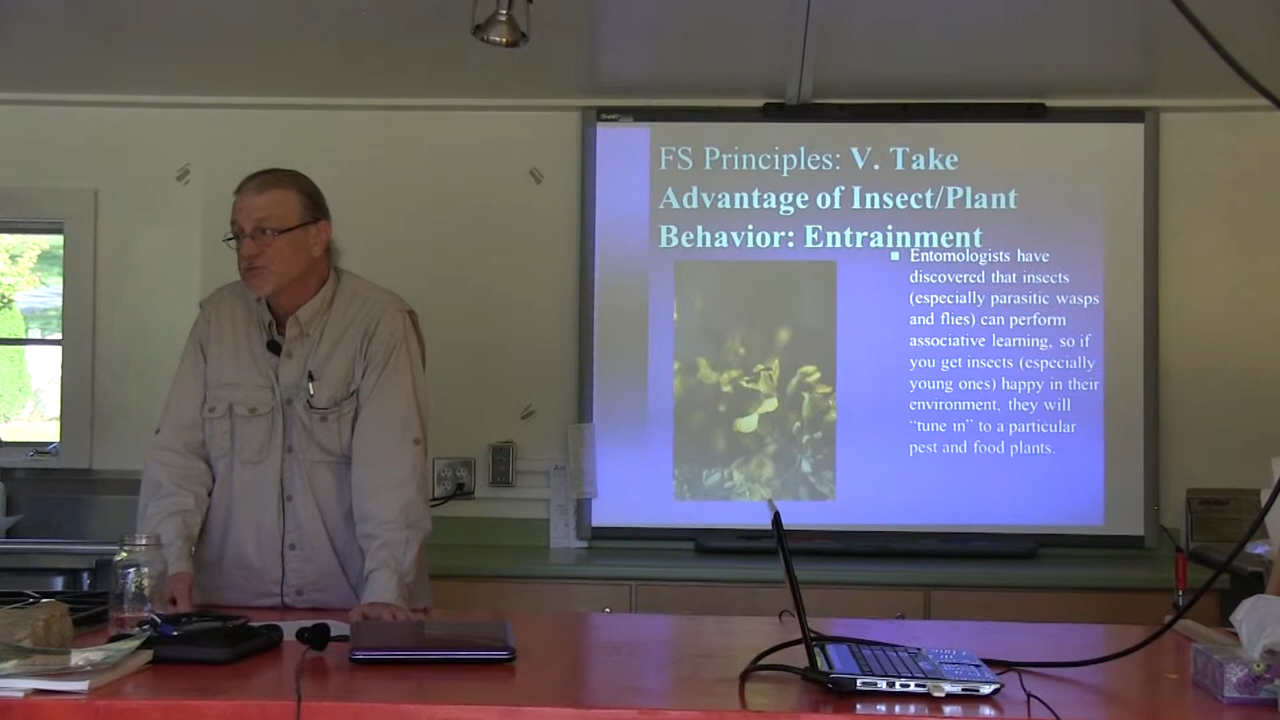 FS Principles: V. Take
Advantage of Insect/Plant
Behavior: Entrainment
Entomologists have
discovered that insects
(especially parasitic wasps
and flies) can perform
associative learning, so if
you get insects (especially
young ones) happy in their
environment, they will
“tune in” to a particular
pest and food plants.